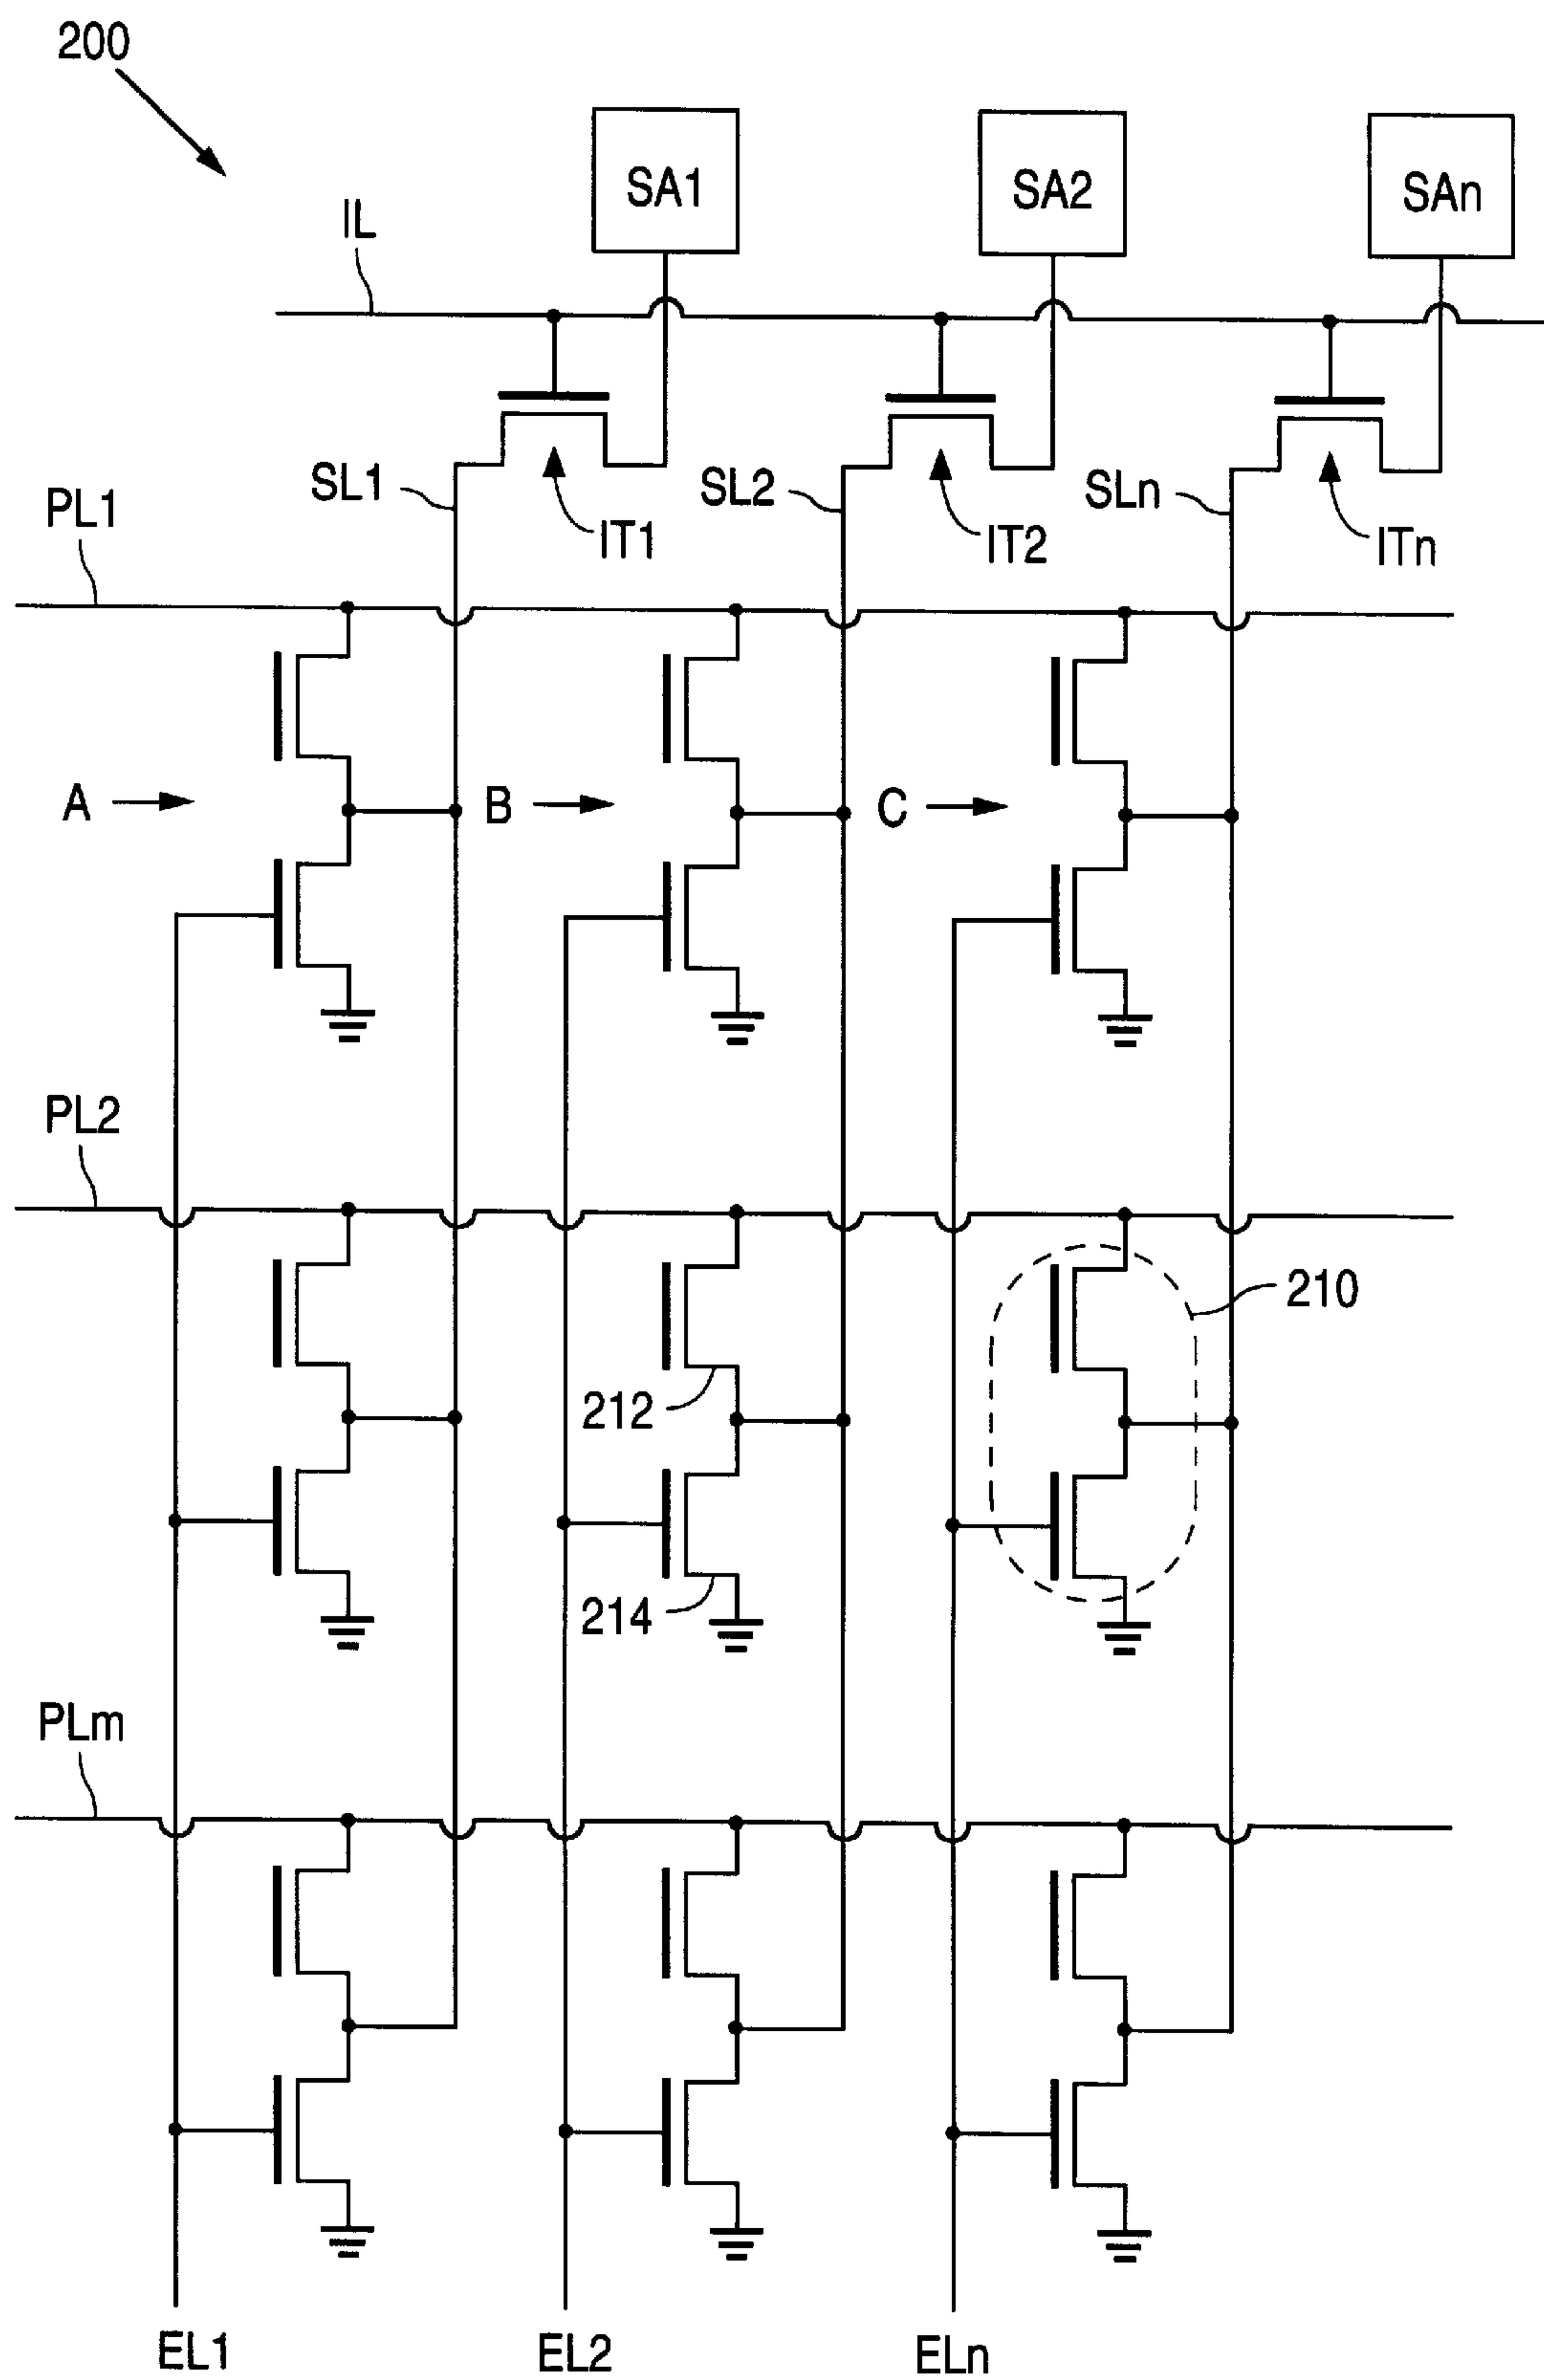 200
SA1
SA2
SAn
IL
SL1
SL2
SLn
PL1
IT1
IT2
ITn
A
B
C
PL2
210
212
214
PLm
EL1
EL2
ELn